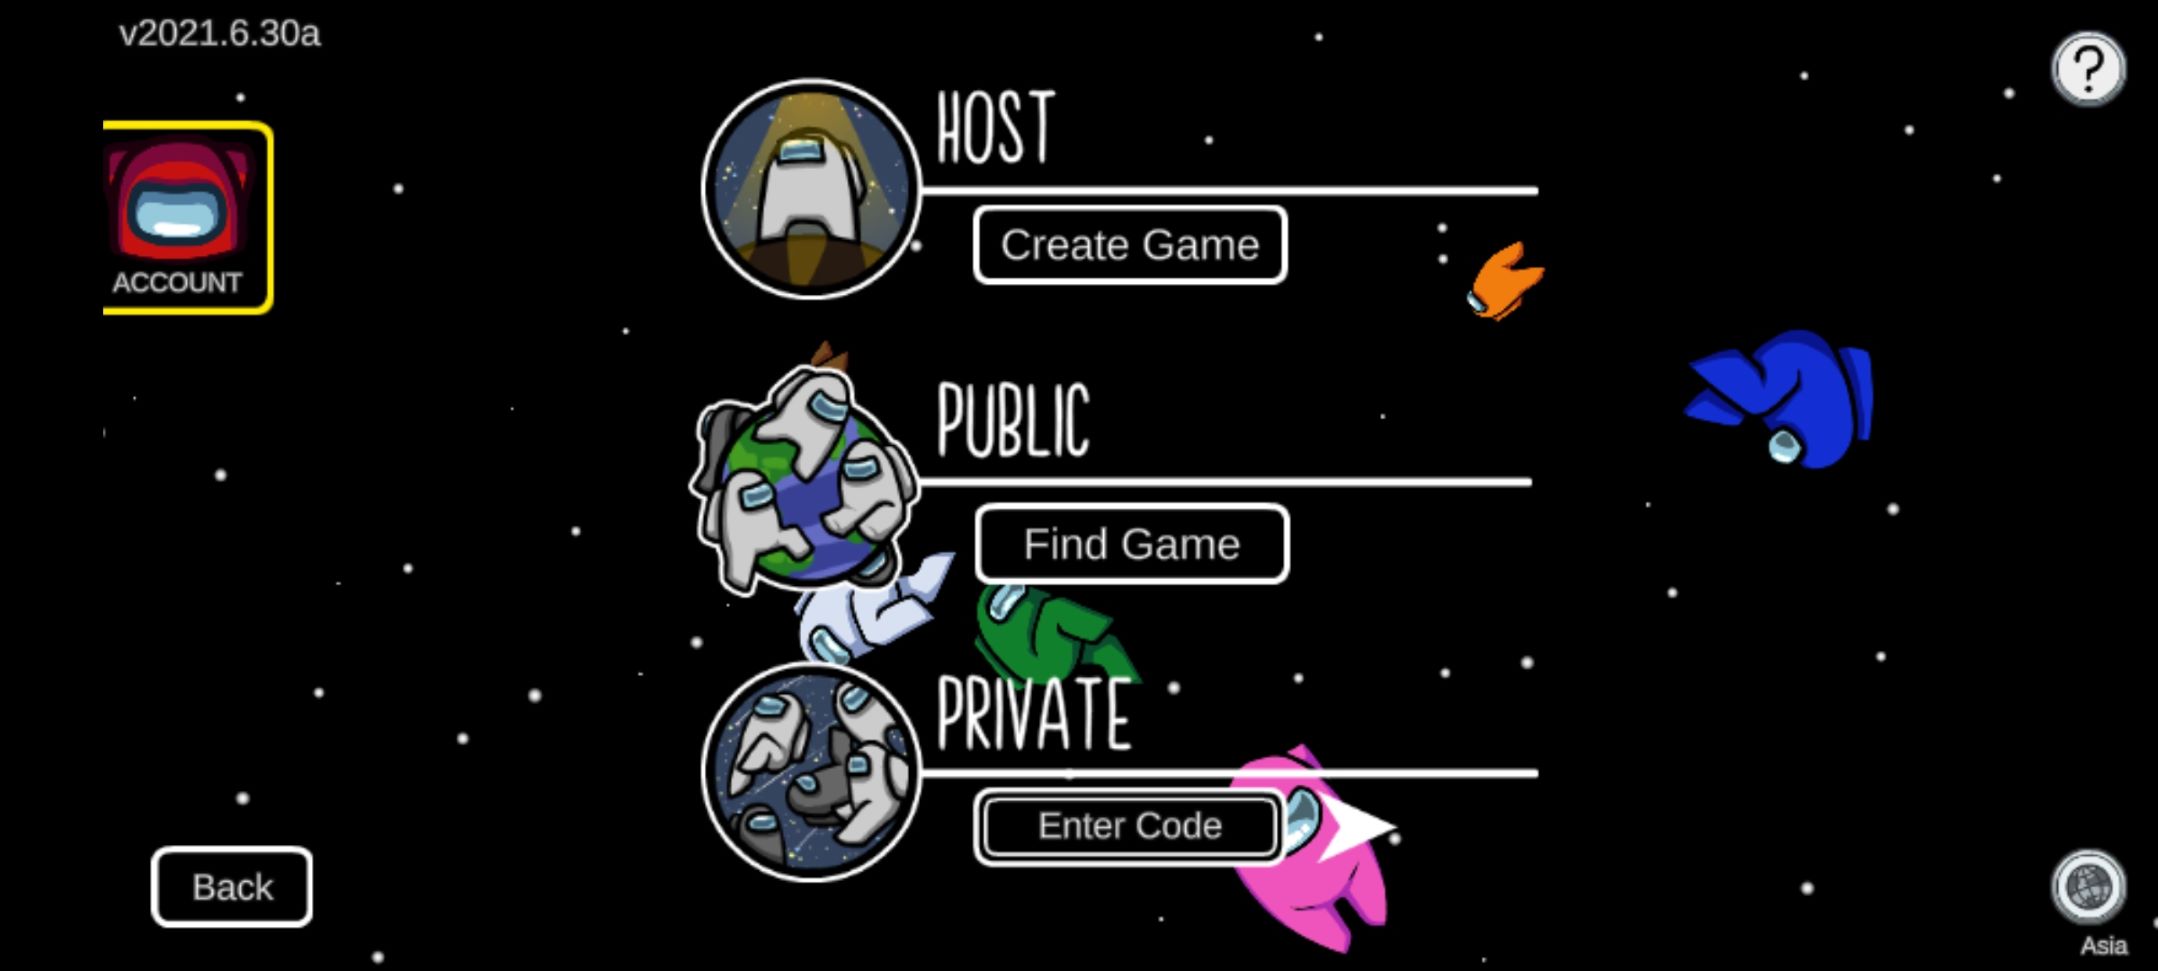 v2021.6.30a
?
HOST
Create Game
ACCOUNT
PUBLIC
Find Game
PRIVATE
Enter Code
Back
Asia